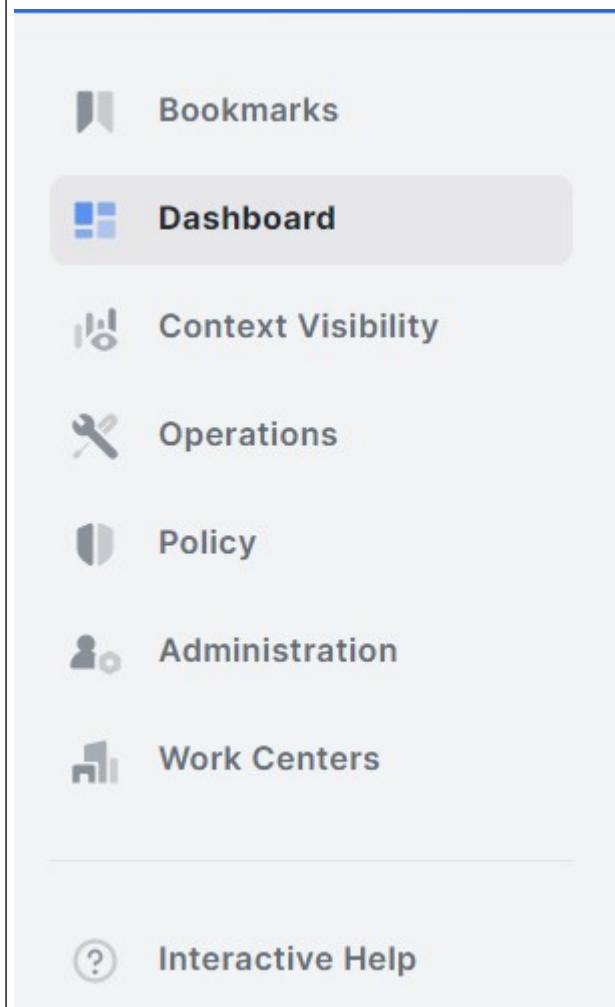 Bookmarks
Dashboard
Context Visibility
Operations
Policy
Administration
Work Centers
Interactive Help